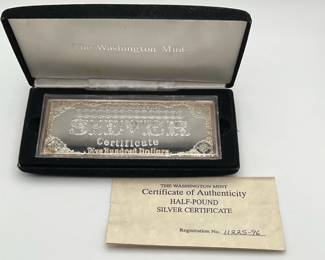 The Washington Mint
SILVER
Certificate
Five Hundred Dollars
THE WASHINGTON MINT
Certificate of Authenticity
HALF-POUND
SILVER CERTIFICATE
Registration No. 11225-96